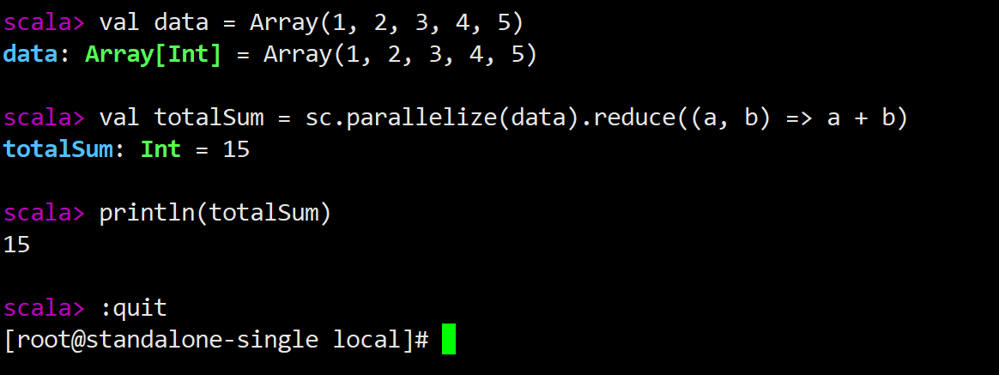 scala> val data = Array(1, 2, 3, 4, 5)
data: Array[Int] = Array(1, 2, 3, 4, 5)
scala> val totalSum = sc.parallelize(data).reduce((a, b) => a + b)
totalSum: Int = 15
scala> println(totalSum)
15
scala> :quit
[root@standalone-single local]#